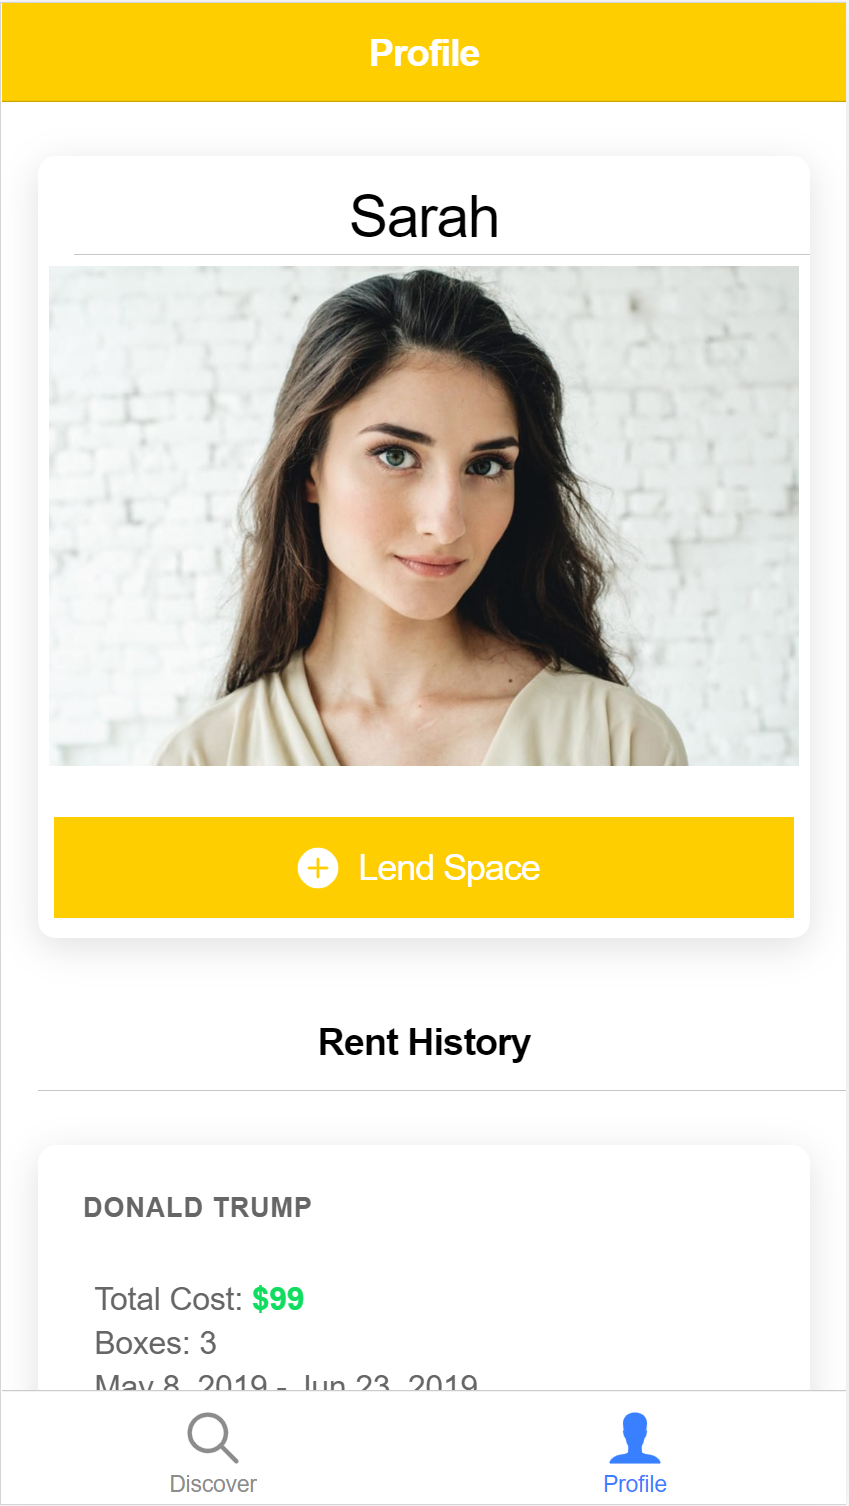 Profile
Sarah
Lend Space
Rent History
DONALD TRUMP
Total Cost: $99
Boxes: 3
May 8, 2019 - Jun 23, 2019
Discover
Profile